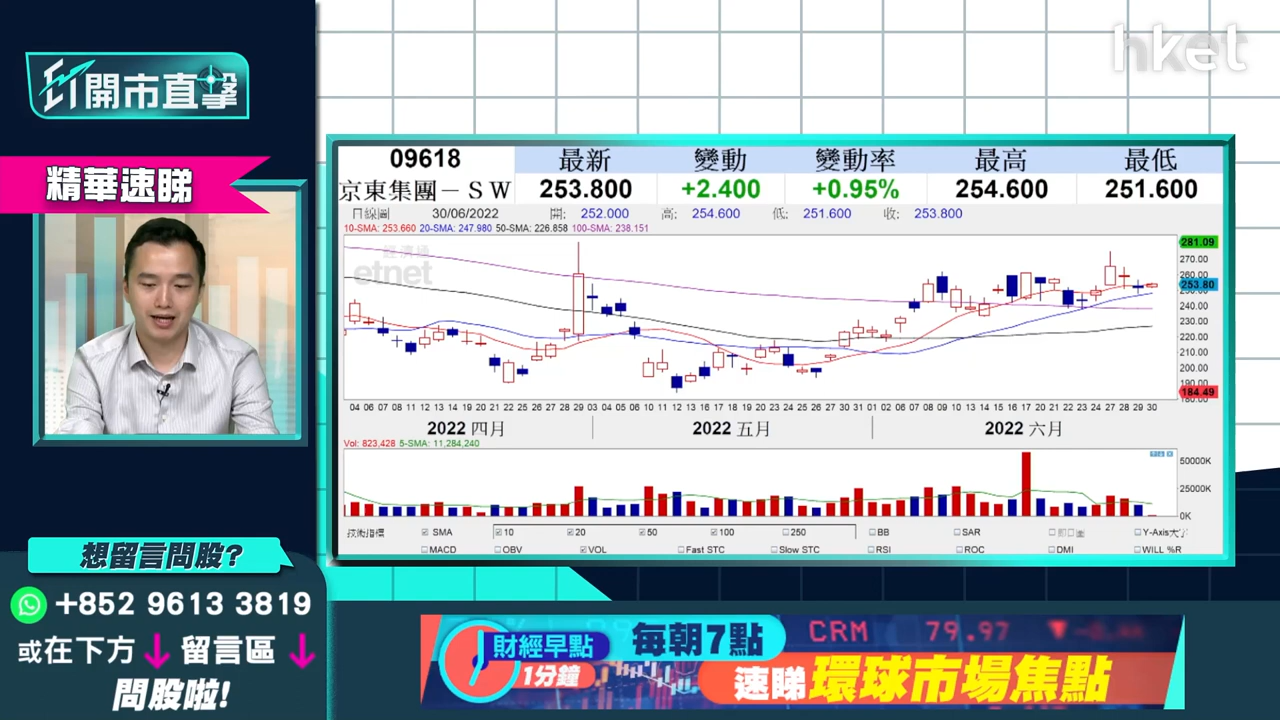 hket
ET開市直擊
精華速睇
09618
京東集團－ＳＷ
最新 變動 變動率 最高 最低
253.800 +2.400 +0.95% 254.600 251.600
日線圖 30/06/2022 開: 252.000 高: 254.600 低: 251.600 收: 253.800
10-SMA: 253.660 20-SMA: 247.980 50-SMA: 226.858 100-SMA: 238.151
經濟通
etnet
281.09
270.00
260.00
253.80
240.00
230.00
220.00
210.00
200.00
190.00
184.49
180.00
04 06 07 08 11 12 13 14 19 20 21 22 25 26 27 28 29 03 04 05 06 10 11 12 13 16 17 18 19 20 23 24 25 26 27 30 31 01 02 06 07 08 09 10 13 14 15 16 17 20 21 22 23 24 27 28 29 30
2022 四月 2022 五月 2022 六月
Vol: 823,428 5-SMA: 11,284,240
50000K
25000K
0K
技術指標 SMA 10 20 50 100 250 BB SAR Y-Axis大
MACD OBV VOL Fast STC Slow STC RSI ROC DMI WILL %R
想留言問股?
+852 9613 3819
或在下方 留言區
問股啦!
財經早點
1分鐘
每朝7點
速睇環球市場焦點
CRM 79.97